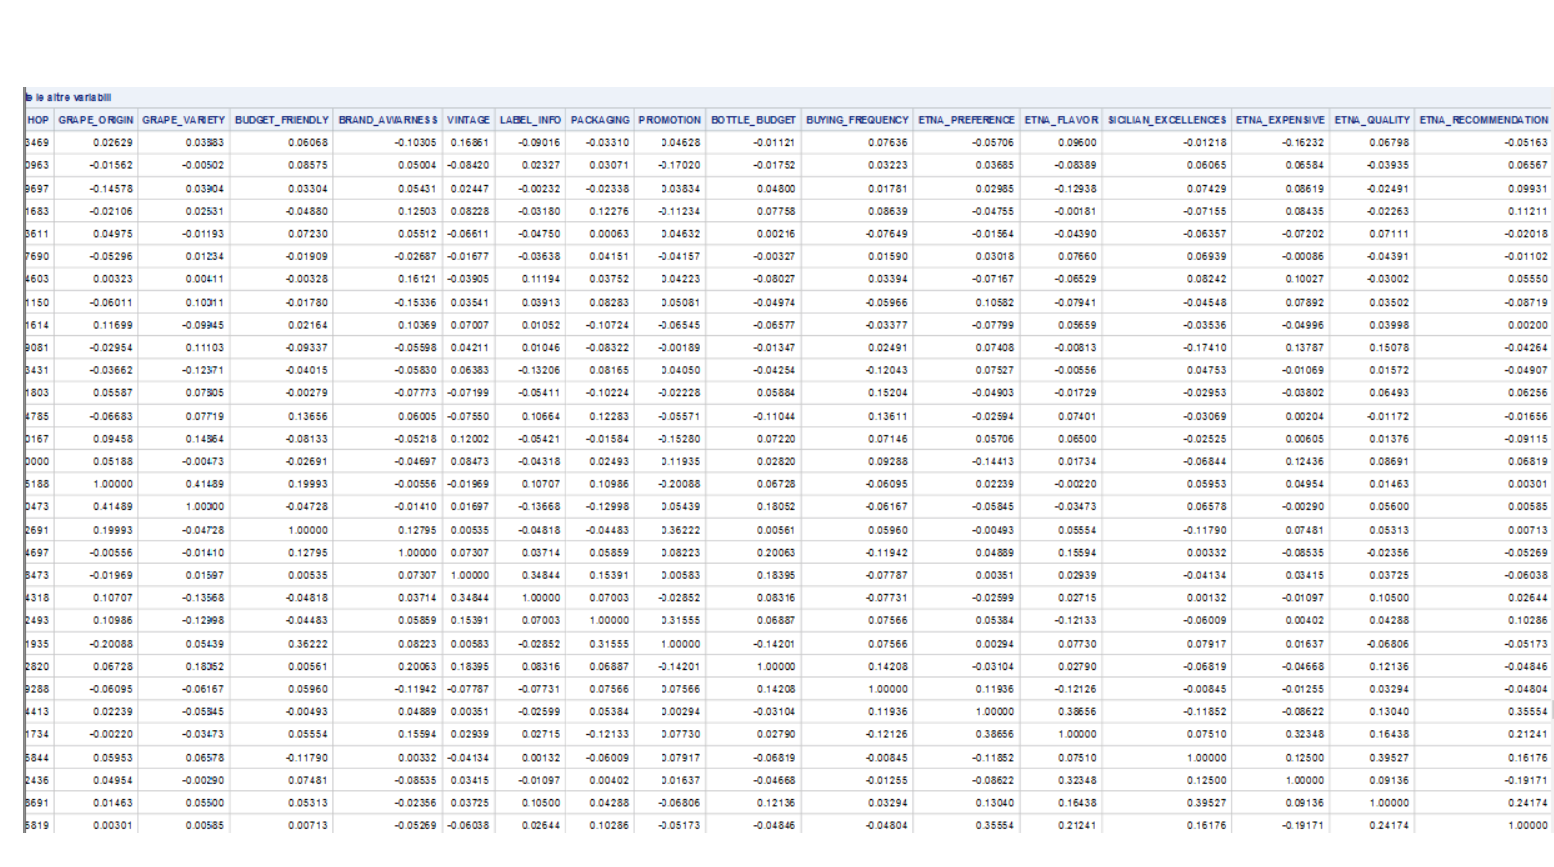 le altre variabili
HOP GRAPE_ORIGIN GRAPE_VARIETY BUDGET_FRIENDLY BRAND_AWARNESS VINTAGE LABEL_INFO PACKAGING PROMOTION BOTTLE_BUDGET BUYING_FREQUENCY ETNA_PREFERENCE ETNA_FLAVOR SICILIAN_EXCELLENCES ETNA_EXPENSIVE ETNA_QUALITY ETNA_RECOMMENDATION
3469 0.02629 0.03883 0.06068 -0.10305 0.16861 -0.09016 -0.03310 0.04628 -0.01121 0.07636 -0.05706 0.09600 -0.01218 -0.16232 0.06798 -0.05163
0963 -0.01562 -0.00502 0.08575 0.05004 -0.08420 0.02327 0.03071 -0.17020 -0.01752 0.03223 0.03685 -0.08389 0.06065 0.06584 -0.03935 0.06567
9697 -0.14578 0.03904 0.03304 0.05431 0.02447 -0.00232 -0.02338 0.03834 0.04800 0.01781 0.02985 -0.12938 0.07429 0.08619 -0.02491 0.09931
1683 -0.02106 0.02531 -0.04880 0.12503 0.08228 -0.03180 0.12276 -0.11234 0.07758 0.08639 -0.04755 -0.00181 -0.07155 0.08435 -0.02263 0.11211
3611 0.04975 -0.01193 0.07230 0.05512 -0.06611 -0.04750 0.00063 0.04632 0.00216 -0.07649 -0.01564 -0.04390 -0.06357 -0.07202 0.07111 -0.02018
7690 -0.05296 0.01234 -0.01909 -0.02687 -0.01677 -0.03638 0.04151 -0.04157 -0.00327 0.01590 0.03018 0.07660 0.06939 -0.00086 -0.04391 -0.01102
4603 0.00323 0.00411 -0.00328 0.16121 -0.03905 0.11194 0.03752 0.04223 -0.08027 0.03394 -0.07167 -0.06529 0.08242 0.10027 -0.03002 0.05550
1150 -0.06011 0.10311 -0.01780 -0.15336 0.03541 0.03913 0.08283 0.05081 -0.04974 -0.05966 0.10582 -0.07941 -0.04548 0.07892 0.03502 -0.08719
1614 0.11699 -0.09945 0.02164 0.10369 0.07007 0.01052 -0.10724 -0.06545 -0.06577 -0.03377 -0.07799 0.05659 -0.03536 -0.04996 0.03998 0.00200
9081 -0.02954 0.11103 -0.09337 -0.05598 0.04211 0.01046 -0.08322 -0.00189 -0.01347 0.02491 0.07408 -0.00813 -0.17410 0.13787 0.15078 -0.04264
3431 -0.03662 -0.12371 -0.04015 -0.05830 0.06383 -0.13206 0.08165 0.04050 -0.04254 -0.12043 0.07527 -0.00556 0.04753 -0.01069 0.01572 -0.04907
1803 0.05587 0.07805 -0.00279 -0.07773 -0.07199 -0.05411 -0.10224 -0.02228 0.05884 0.15204 -0.04903 -0.01729 -0.02953 -0.03802 0.06493 0.06256
4785 -0.06683 0.07719 0.13656 0.06005 -0.07550 0.10664 0.12283 -0.05571 -0.11044 0.13611 -0.02594 0.07401 -0.03069 0.00204 -0.01172 -0.01656
0167 0.09458 0.14864 -0.08133 -0.05218 0.12002 -0.05421 -0.01584 -0.15280 0.07220 0.07146 0.05706 0.06500 -0.02525 0.00605 0.01376 -0.09115
0000 0.05188 -0.00473 -0.02691 -0.04697 0.08473 -0.04318 0.02493 0.11935 0.02820 0.09288 -0.14413 0.01734 -0.06844 0.12436 0.08691 0.06819
5188 1.00000 0.41489 0.19993 -0.00556 -0.01969 0.10707 0.10986 -0.20088 0.06728 -0.06095 0.02239 -0.00220 0.05953 0.04954 0.01463 0.00301
0473 0.41489 1.00000 -0.04728 -0.01410 0.01697 -0.13668 -0.12998 0.05439 0.18052 -0.06167 -0.05845 -0.03473 0.06578 -0.00290 0.05600 0.00585
2691 0.19993 -0.04728 1.00000 0.12795 0.00535 -0.04818 -0.04483 0.36222 0.00561 0.05960 -0.00493 0.05554 -0.11790 0.07481 0.05313 0.00713
4697 -0.00556 -0.01410 0.12795 1.00000 0.07307 0.03714 0.05859 0.08223 0.20063 -0.11942 0.04889 0.15594 0.00332 -0.08535 -0.02356 -0.05269
8473 -0.01969 0.01597 0.00535 0.07307 1.00000 0.34844 0.15391 0.00583 0.18395 -0.07787 0.00351 0.02939 -0.04134 0.03415 0.03725 -0.06038
4318 0.10707 -0.13568 -0.04818 0.03714 0.34844 1.00000 0.07003 -0.02852 0.08316 -0.07731 -0.02599 0.02715 0.00132 -0.01097 0.10500 0.02644
2493 0.10986 -0.12998 -0.04483 0.05859 0.15391 0.07003 1.00000 0.31555 0.06887 0.07566 0.05384 -0.12133 -0.06009 0.00402 0.04288 0.10286
1935 -0.20088 0.05439 0.36222 0.08223 0.00583 -0.02852 0.31555 1.00000 -0.14201 0.07566 0.00294 0.07730 0.07917 0.01637 -0.06806 -0.05173
2820 0.06728 0.18052 0.00561 0.20063 0.18395 0.08316 0.06887 -0.14201 1.00000 0.14208 -0.03104 0.02790 -0.06819 -0.04668 0.12136 -0.04846
9288 -0.06095 -0.06167 0.05960 -0.11942 -0.07787 -0.07731 0.07566 0.07566 0.14208 1.00000 0.11936 -0.12126 -0.00845 -0.01255 0.03294 -0.04804
4413 0.02239 -0.05845 -0.00493 0.04889 0.00351 -0.02599 0.05384 0.00294 -0.03104 0.11936 1.00000 0.38656 -0.11852 -0.08622 0.13040 0.35554
1734 -0.00220 -0.03473 0.05554 0.15594 0.02939 0.02715 -0.12133 0.07730 0.02790 -0.12126 0.38656 1.00000 0.07510 0.32348 0.16438 0.21241
6844 0.05953 0.06578 -0.11790 0.00332 -0.04134 0.00132 -0.06009 0.07917 -0.06819 -0.00845 -0.11852 0.07510 1.00000 0.12500 0.39527 0.16176
2436 0.04954 -0.00290 0.07481 -0.08535 0.03415 -0.01097 0.00402 0.01637 -0.04668 -0.01255 -0.08622 0.32348 0.12500 1.00000 0.09136 -0.19171
8691 0.01463 0.05500 0.05313 -0.02356 0.03725 0.10500 0.04288 -0.06806 0.12136 0.03294 0.13040 0.16438 0.39527 0.09136 1.00000 0.24174
6819 0.00301 0.00585 0.00713 -0.05269 -0.06038 0.02644 0.10286 -0.05173 -0.04846 -0.04804 0.35554 0.21241 0.16176 -0.19171 0.24174 1.00000